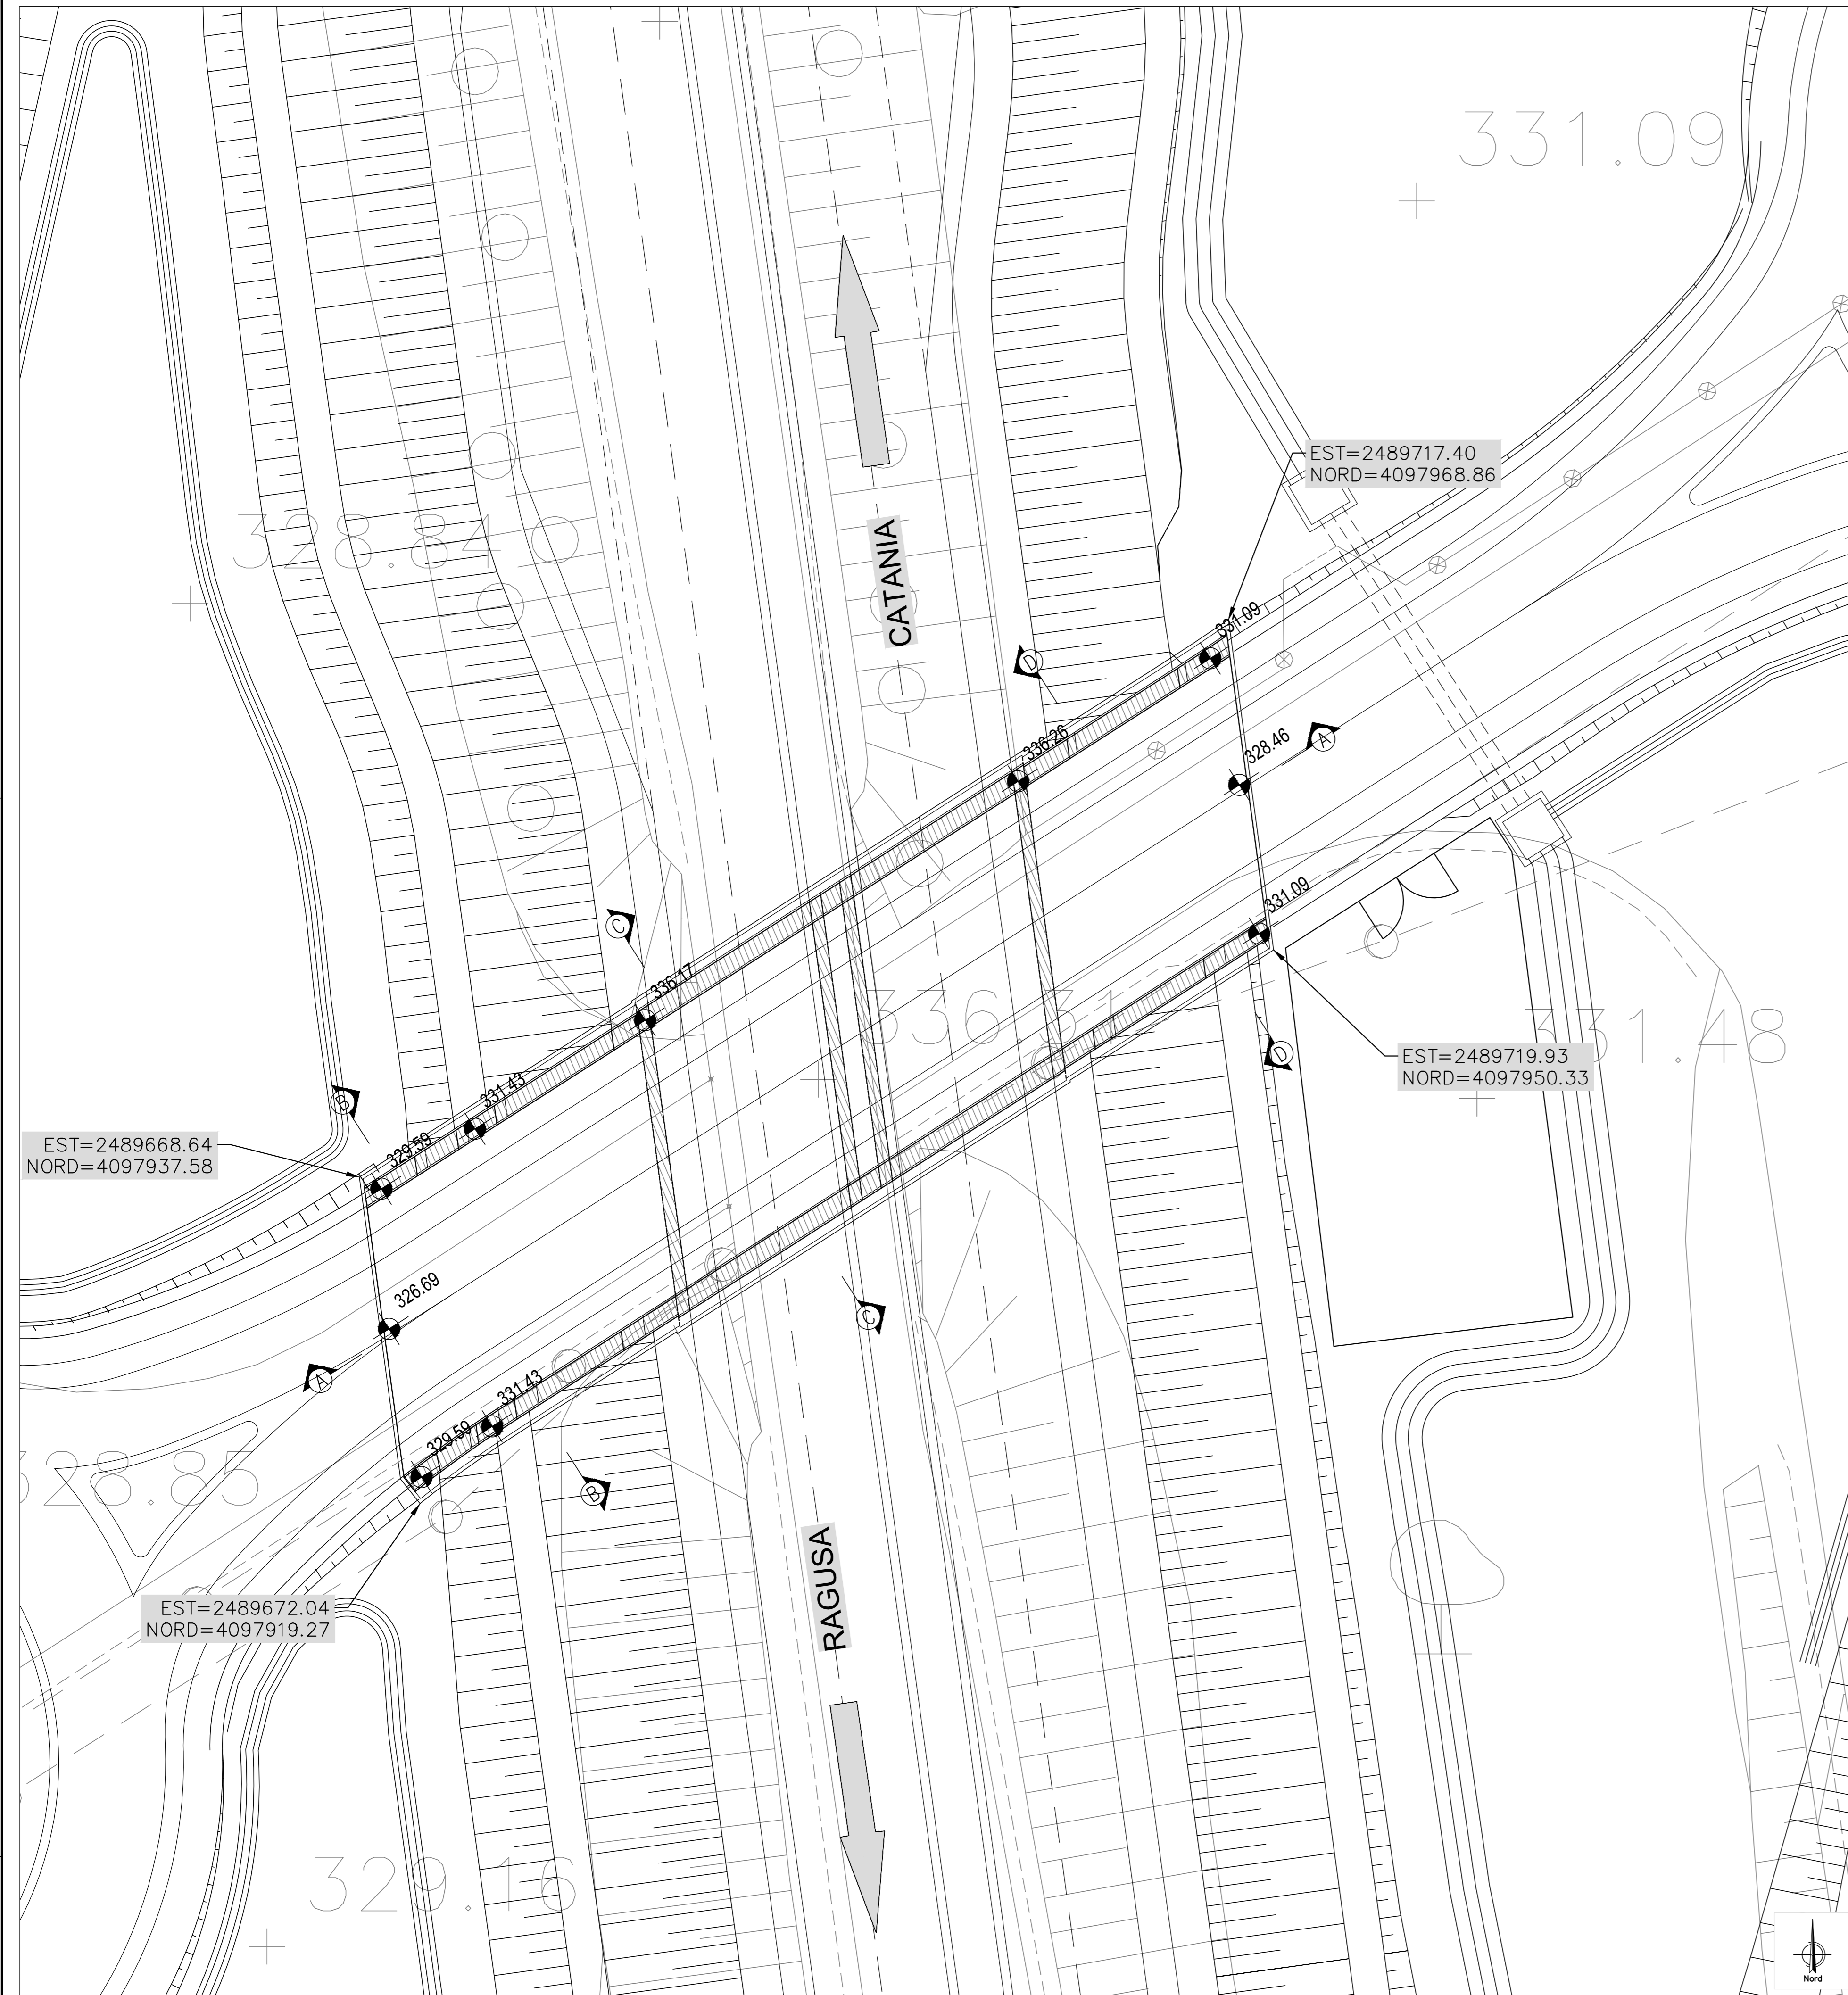 331.09
EST=2489717.40
NORD=4097968.86
328.84
CATANIA
331.09
D
336.26
328.46
A
331.09
C
336.17
336.31
331.48
D
EST=2489719.93
NORD=4097950.33
331.43
B
329.59
EST=2489668.64
NORD=4097937.58
326.69
C
A
331.43
329.59
328.85
B
RAGUSA
EST=2489672.04
NORD=4097919.27
329.16
Nord